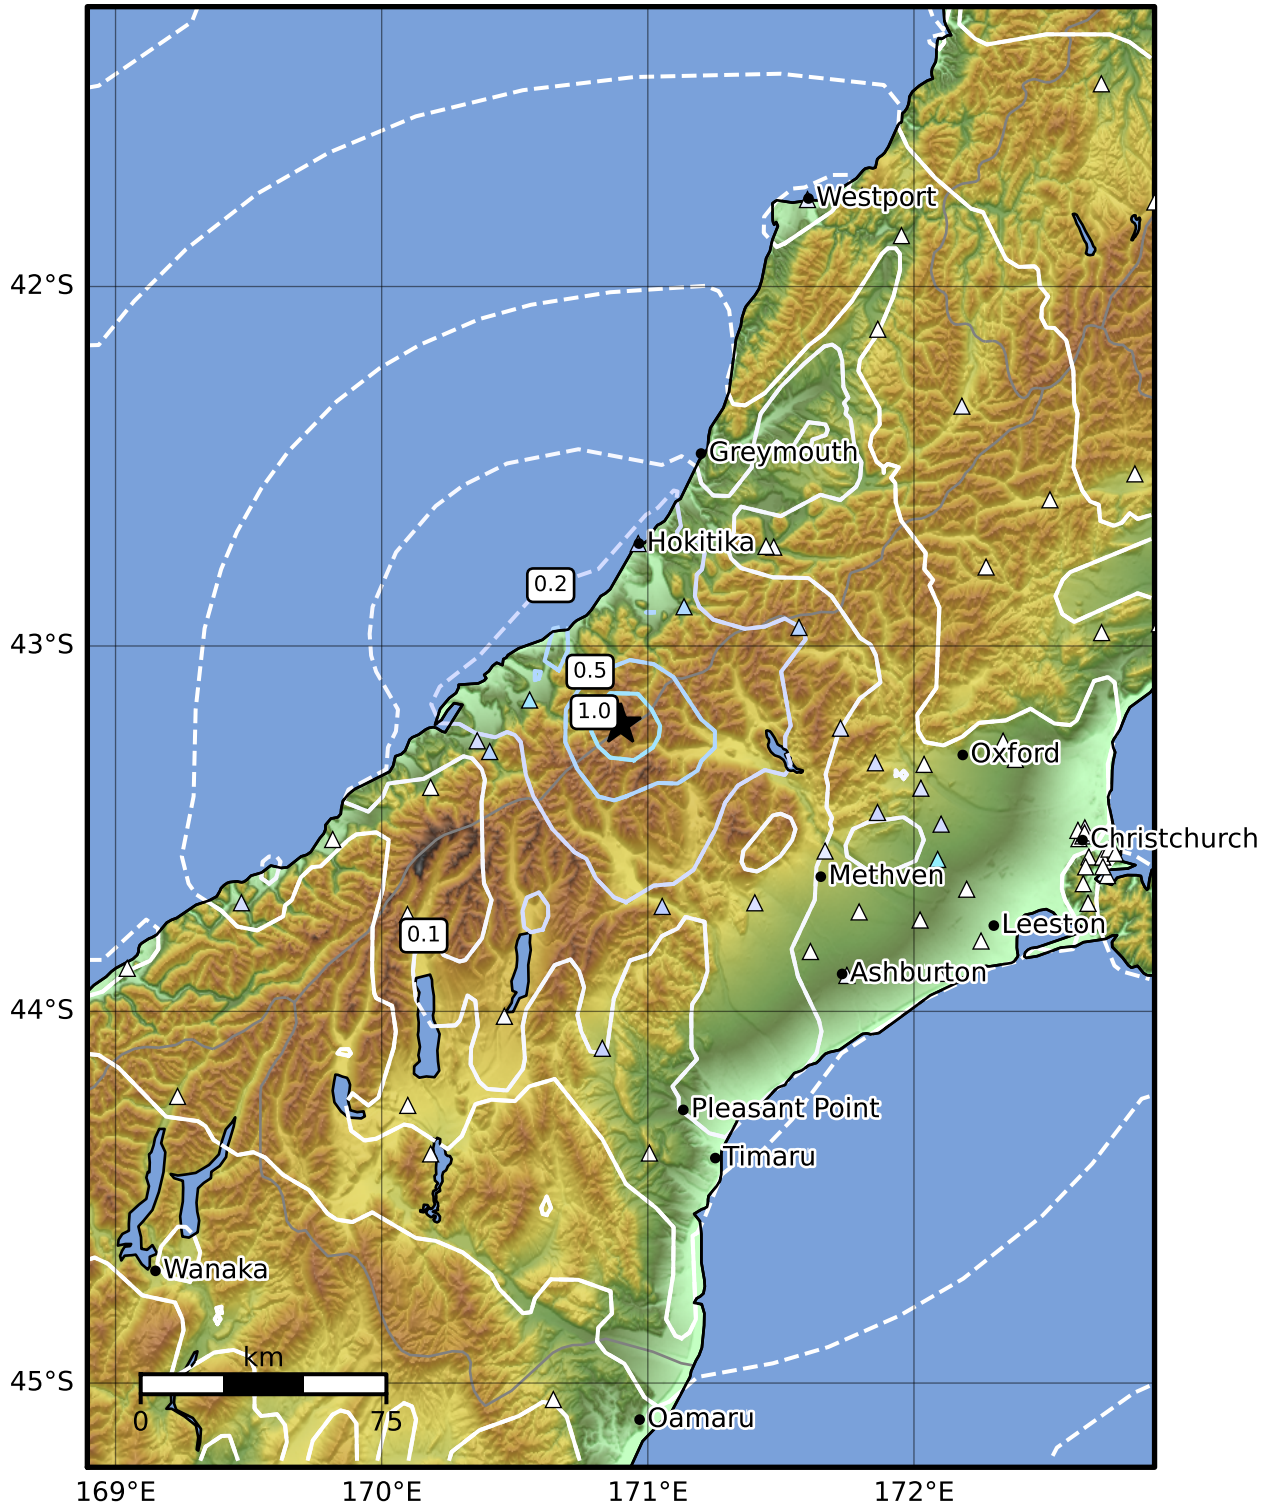 Westport
42°S
Greymouth
Hokitika
0.2
43°S
0.5
1.0
Oxford
Christchurch
Methven
Leeston
0.1
Ashburton
44°S
Pleasant Point
Timaru
Wanaka
km
45°S
0 75
Oamaru
169°E 170°E 171°E 172°E